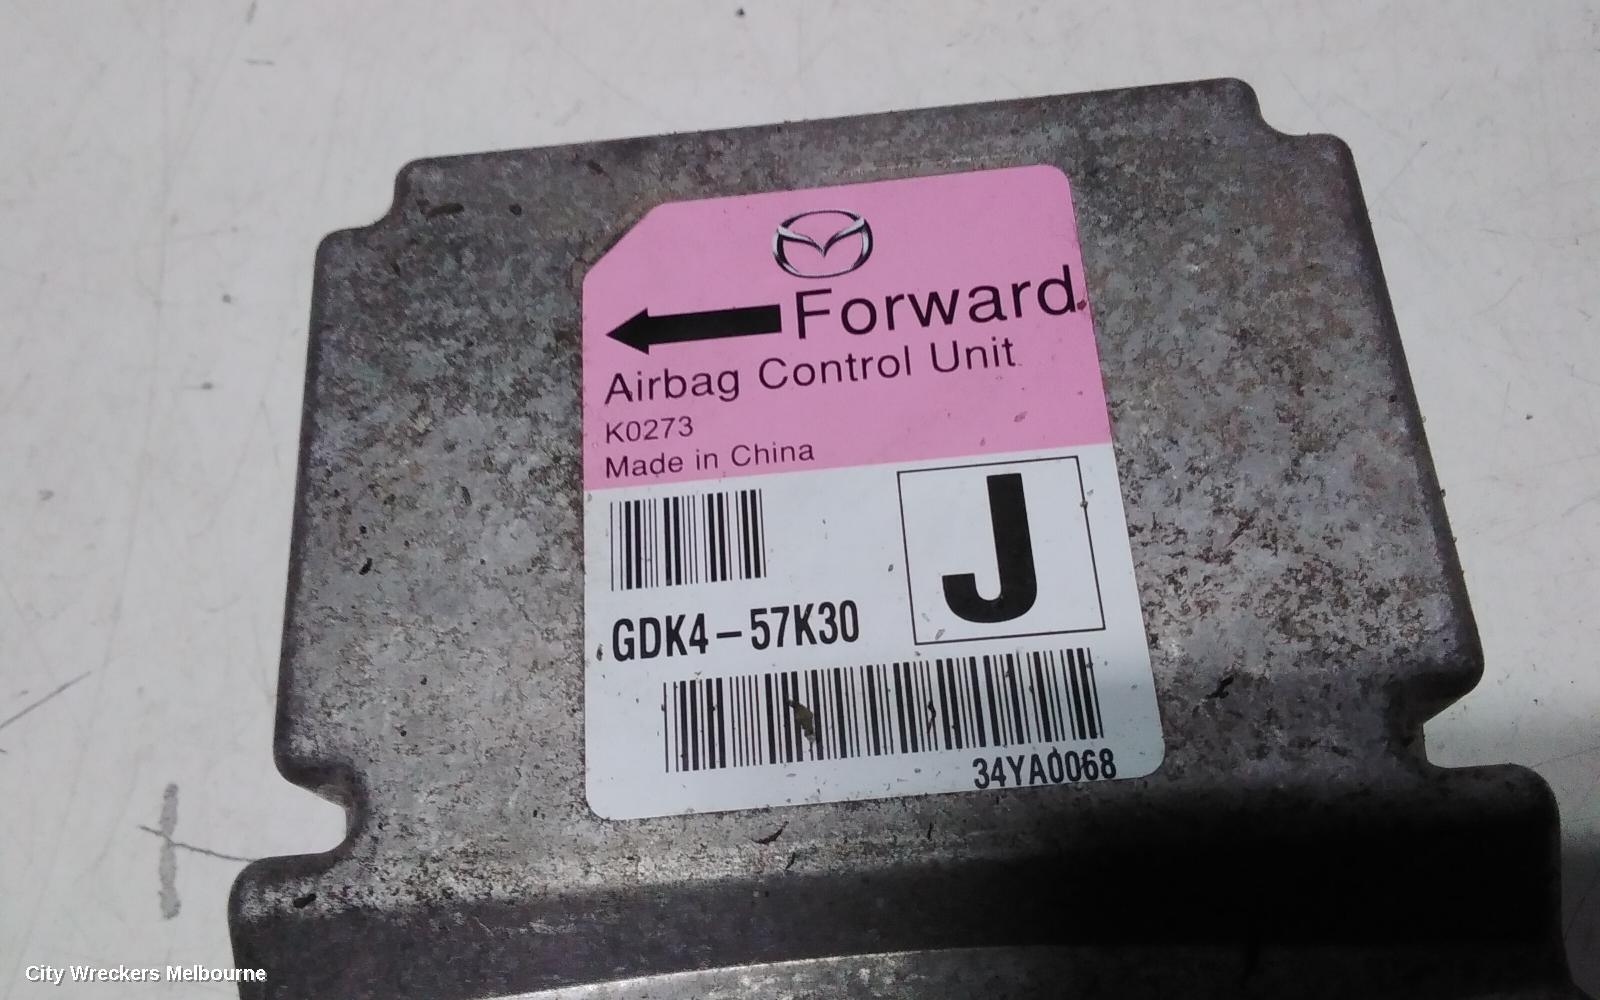 Forward
Airbag Control Unit
K0273
Made in China
J
GDK4-57K30
34YA0068
City Wreckers Melbourne